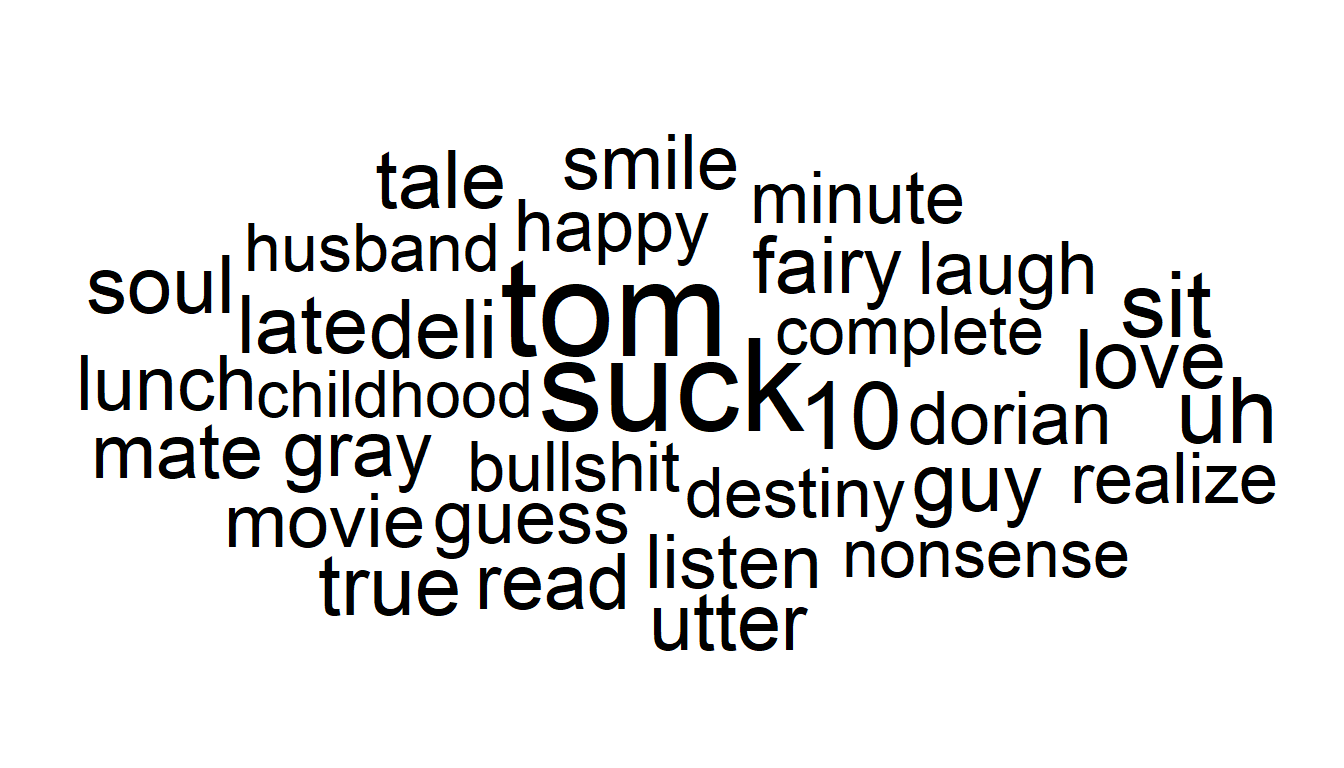 tale smile minute
husband happy fairy laugh
soul late deli tom complete sit
lunch childhood suck 10 dorian love uh
mate gray bullshit destiny guy realize
movie guess listen nonsense
true read utter